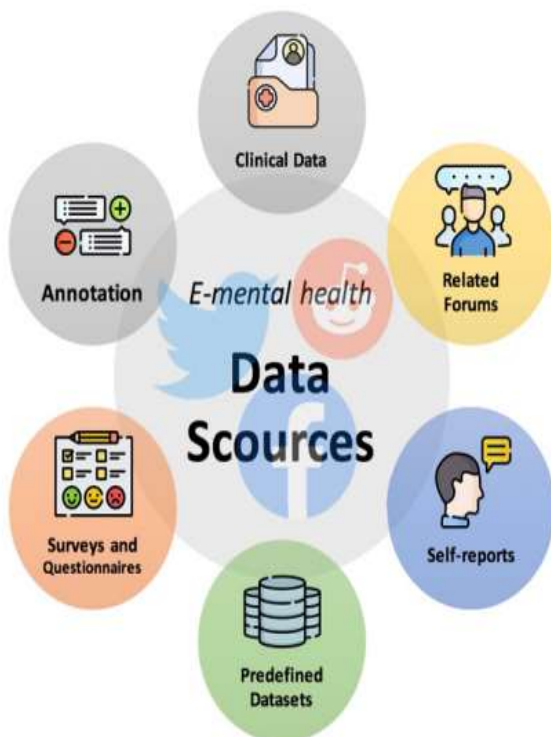 Clinical Data
Related
Forums
Self-reports
Predefined
Datasets
Surveys and
Questionnaires
Annotation
E-mental health
Data
Scources